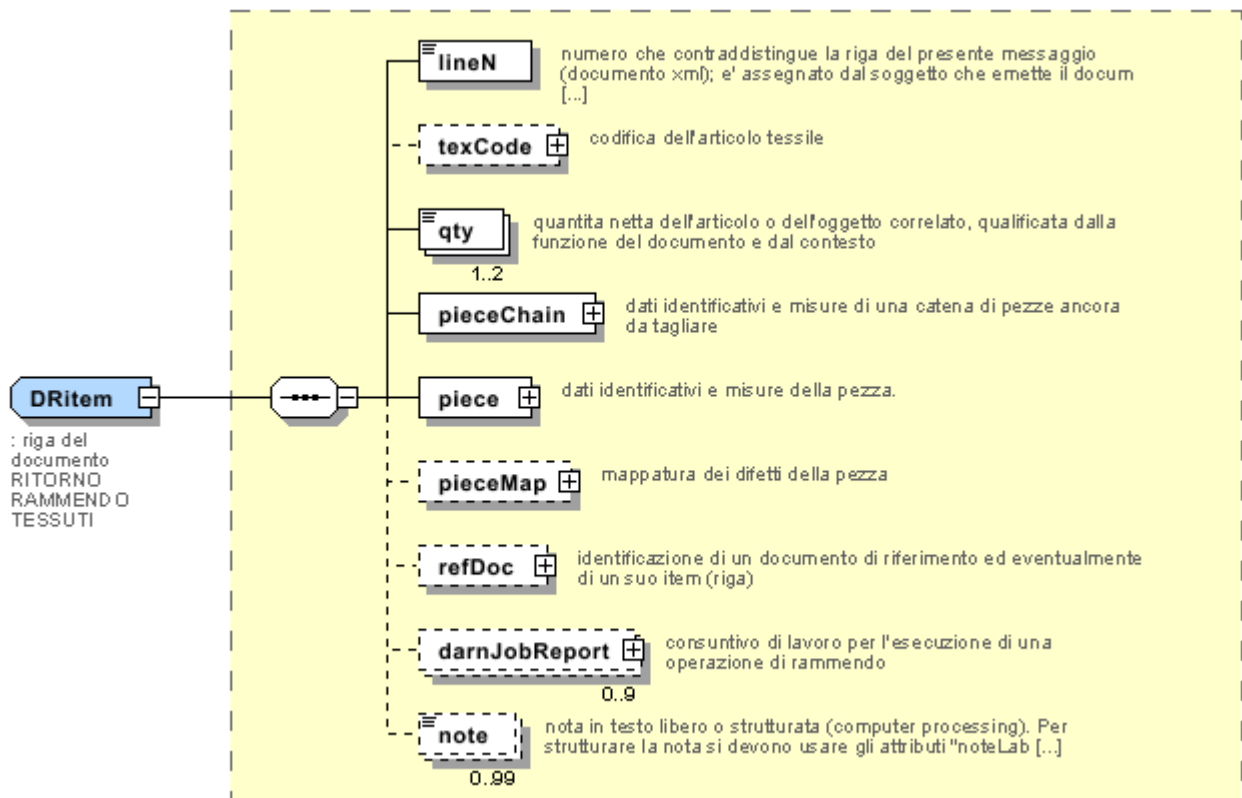 lineN
numero che contraddistingue la riga del presente messaggio
(documento xml); e' assegnato dal soggetto che emette il docum
[...]
texCode
codifica dell'articolo tessile
qty
quantita netta dell'articolo o dell'oggetto correlato, qualificata dalla
funzione del documento e dal contesto
1..2
pieceChain
dati identificativi e misure di una catena di pezze ancora
da tagliare
DRitem
: riga del
documento
RITORNO
RAMMENDO
TESSUTI
piece
dati identificativi e misure della pezza.
pieceMap
mappatura dei difetti della pezza
refDoc
identificazione di un documento di riferimento ed eventualmente
di un suo item (riga)
darnJobReport
consuntivo di lavoro per l'esecuzione di una
operazione di rammendo
0..9
note
nota in testo libero o strutturata (computer processing). Per
strutturare la nota si devono usare gli attributi "noteLab [...]
0..99